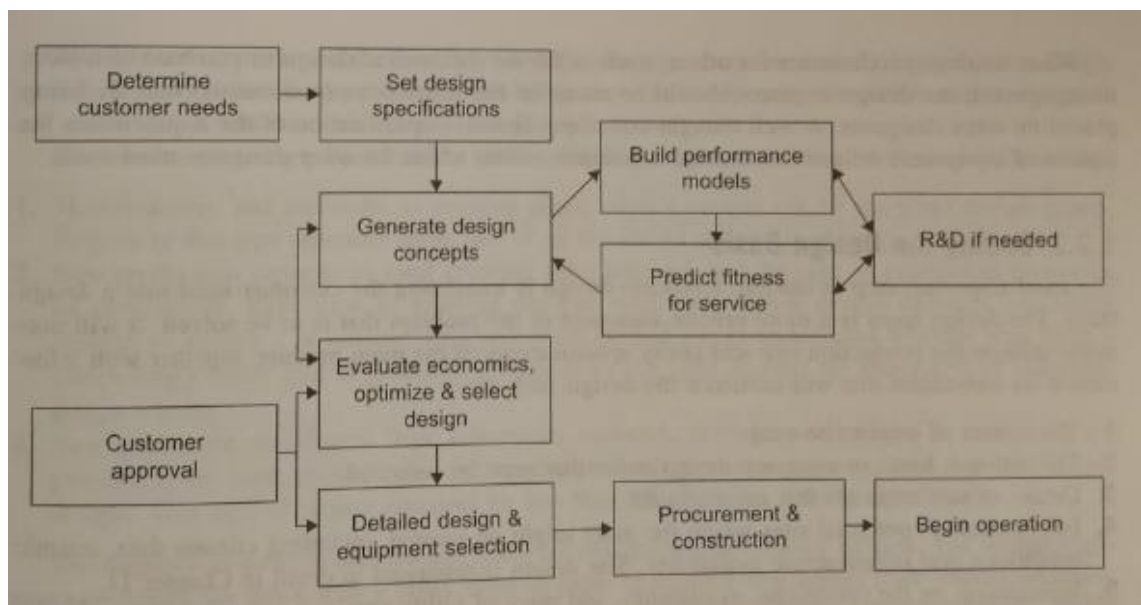 Determine
customer needs
Set design
specifications
Build performance
models
Generate design
concepts
R&D if needed
Predict fitness
for service
Evaluate economics,
optimize & select
design
Customer
approval
Detailed design &
equipment selection
Procurement &
construction
Begin operation